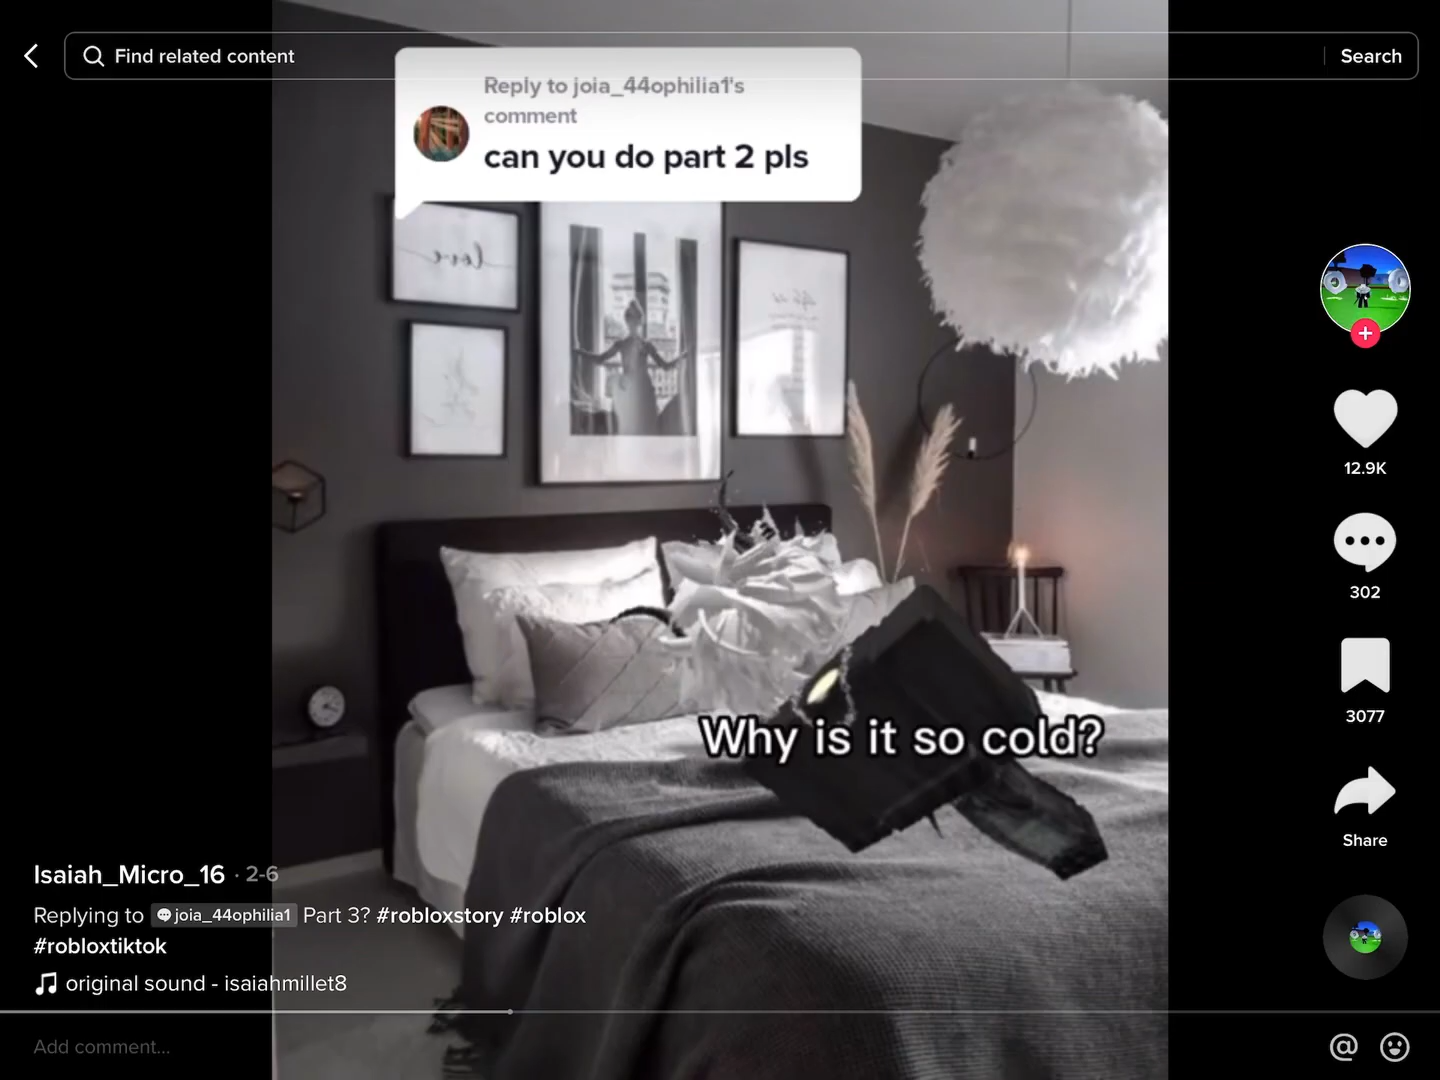 Find related content
Search
Reply to joia_44ophilia1's
comment
can you do part 2 pls
love
12.9K
302
3077
Why is it so cold?
Share
Isaiah_Micro_16 · 2-6
Replying to joia_44ophilia1 Part 3? #robloxstory #roblox
#robloxtiktok
original sound - isaiahmillet8
Add comment...